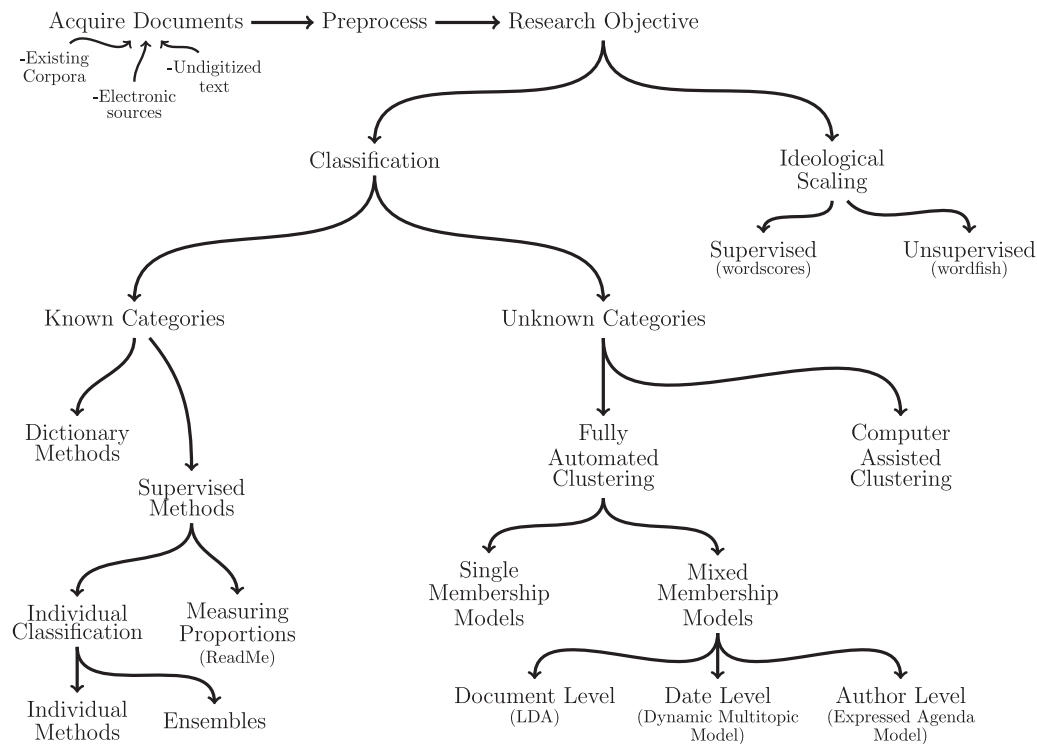 Acquire Documents
Preprocess
Research Objective
-Existing
Corpora
-Undigitized
text
-Electronic
sources
Classification
Ideological
Scaling
Supervised
(wordscores)
Unsupervised
(wordfish)
Known Categories
Unknown Categories
Dictionary
Methods
Fully
Automated
Clustering
Computer
Assisted
Clustering
Supervised
Methods
Single
Membership
Models
Mixed
Membership
Models
Individual
Classification
Measuring
Proportions
(ReadMe)
Individual
Methods
Ensembles
Document Level
(LDA)
Date Level
(Dynamic Multitopic
Model)
Author Level
(Expressed Agenda
Model)